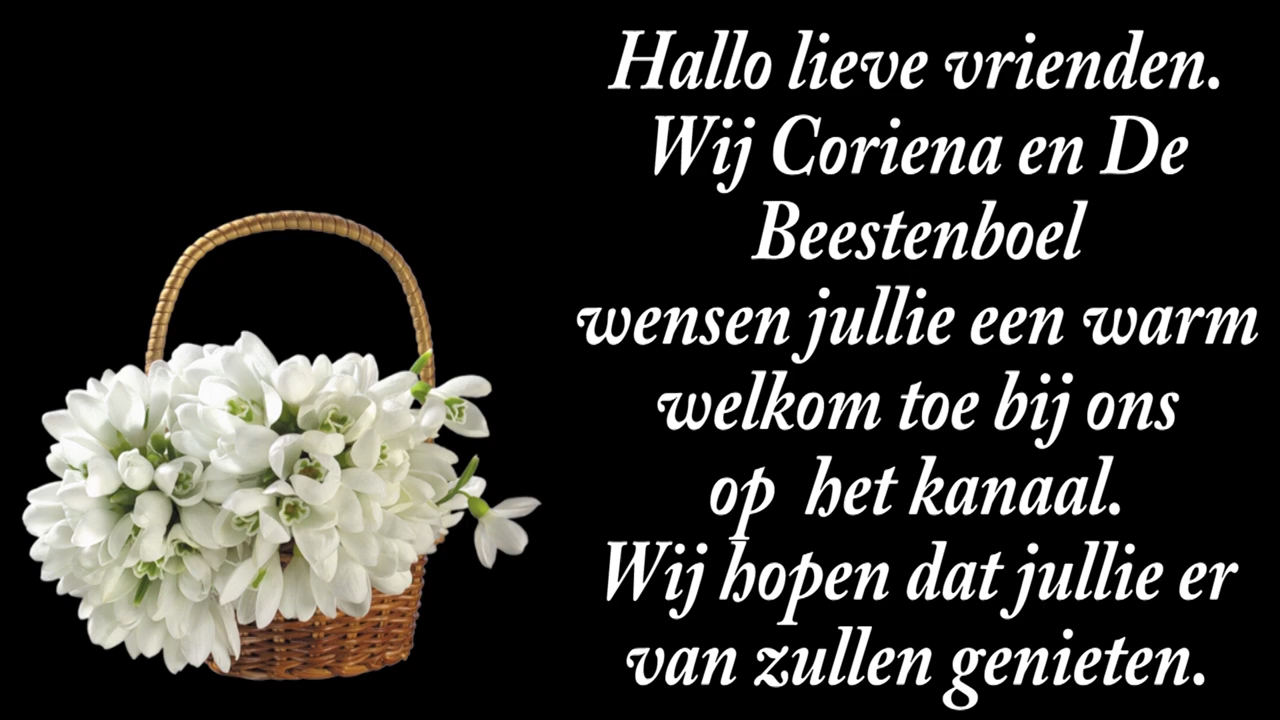 Hallo lieve vrienden.
Wij Coriena en De
Beestenboel
wensen jullie een warm
welkom toe bij ons
op het kanaal.
Wij hopen dat jullie er
van zullen genieten.